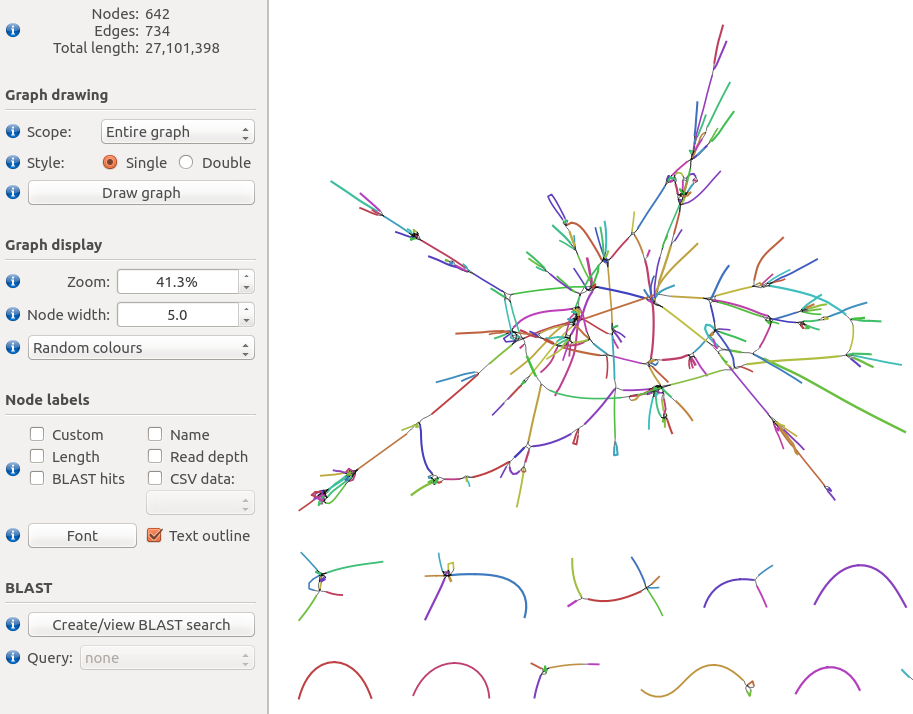 Nodes: 642
Edges: 734
Total length: 27,101,398
Graph drawing
Scope: Entire graph
Style: Single Double
Draw graph
Graph display
Zoom: 41.3%
Node width: 5.0
Random colours
Node labels
Custom Name
Length Read depth
BLAST hits CSV data:
Font Text outline
BLAST
Create/view BLAST search
Query: none